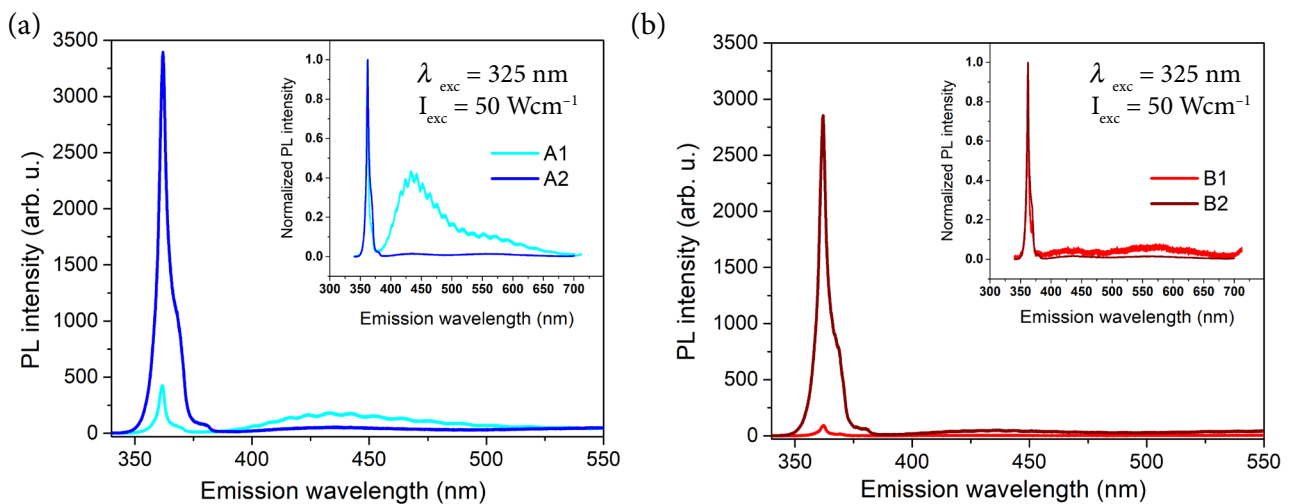 (a)
PL intensity (arb. u.)
3500
3000
2500
2000
1500
1000
500
0
350
400
450
500
550
Emission wavelength (nm)
Normalized PL intensity
1.0
0.8
0.6
0.4
0.2
0.0
300 350 400 450 500 550 600 650 700
Emission wavelength (nm)
λ exc = 325 nm
Iexc = 50 Wcm−1
A1
A2
(b)
PL intensity (arb. u.)
3500
3000
2500
2000
1500
1000
500
0
350
400
450
500
550
Emission wavelength (nm)
Normalized PL intensity
1.0
0.8
0.6
0.4
0.2
0.0
300 350 400 450 500 550 600 650 700
Emission wavelength (nm)
λ exc = 325 nm
Iexc = 50 Wcm−1
B1
B2